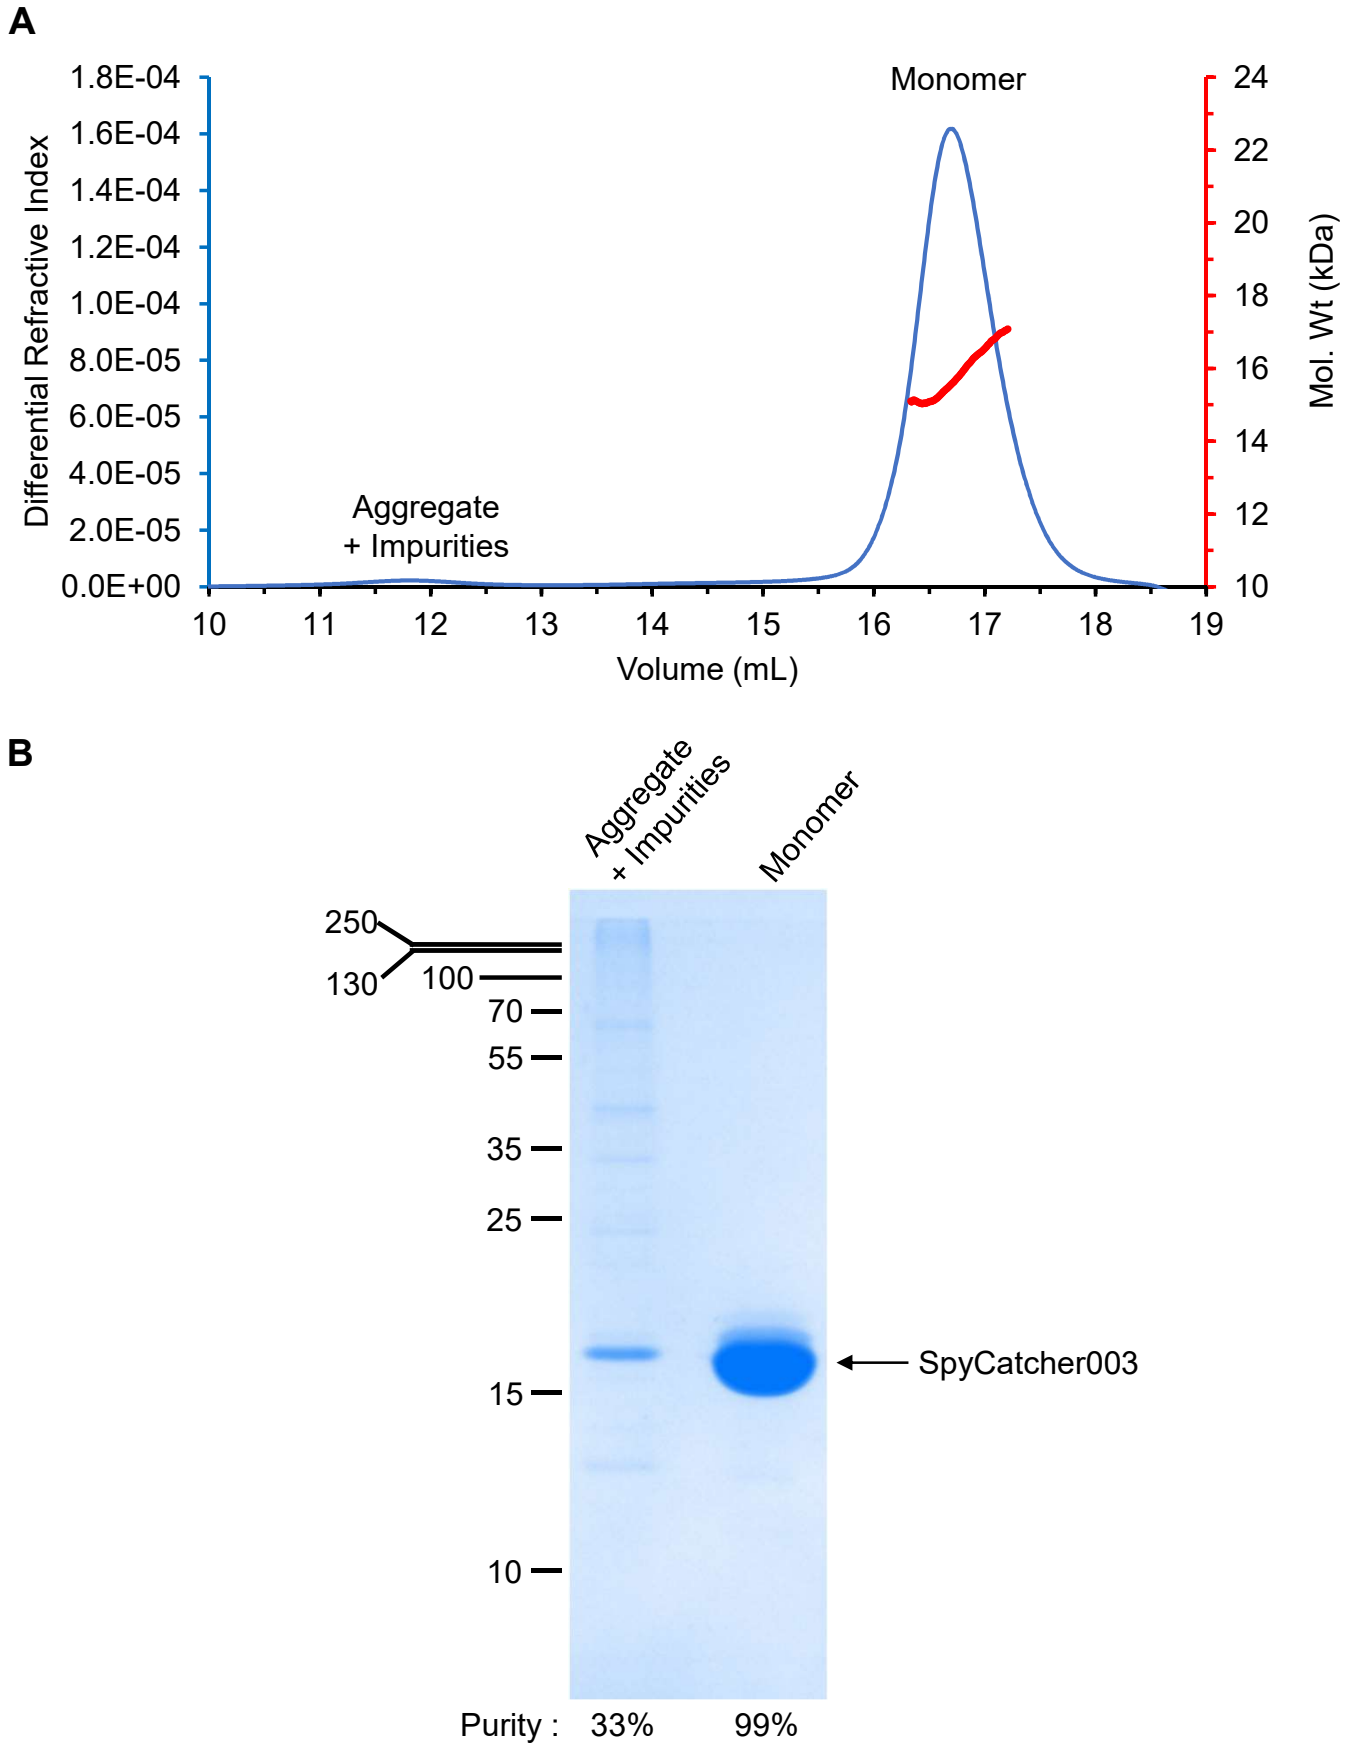 A
Monomer
1.8E-04
1.6E-04
1.4E-04
1.2E-04
1.0E-04
8.0E-05
6.0E-05
4.0E-05
2.0E-05
0.0E+00
Differential Refractive Index
24
22
20
18
16
14
12
10
Mol. Wt (kDa)
Aggregate
+ Impurities
10 11 12 13 14 15 16 17 18 19
Volume (mL)
B
Aggregate
+ Impurities
Monomer
250
130
100
70
55
35
25
15
10
SpyCatcher003
Purity : 33% 99%